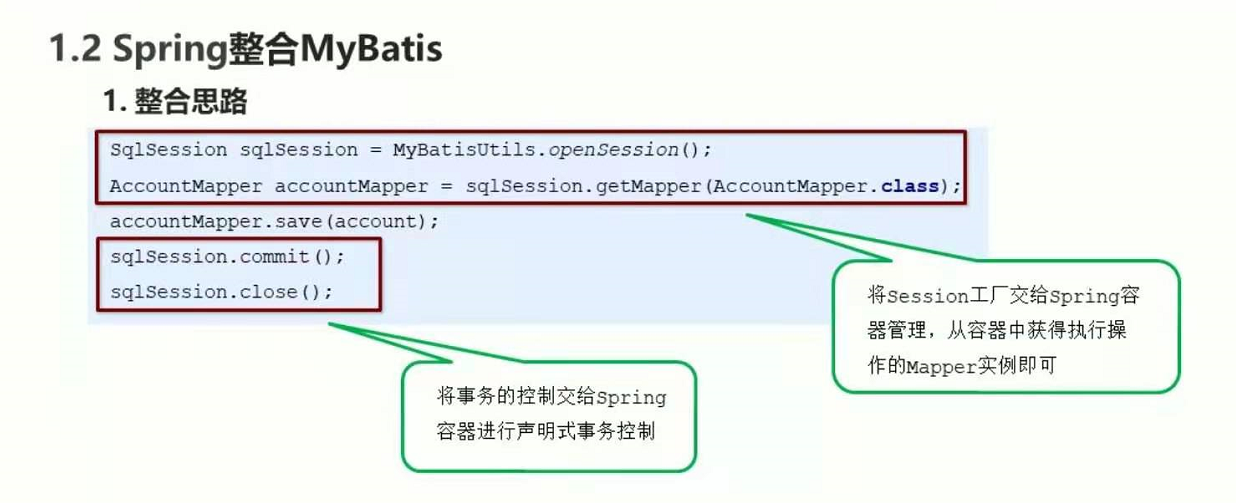 1.2 Spring整合MyBatis
1. 整合思路
SqlSession sqlSession = MyBatisUtils.openSession();
AccountMapper accountMapper = sqlSession.getMapper(AccountMapper.class);
accountMapper.save(account);
sqlSession.commit();
sqlSession.close();
将Session工厂交给Spring容
器管理，从容器中获得执行操
作的Mapper实例即可
将事务的控制交给Spring
容器进行声明式事务控制